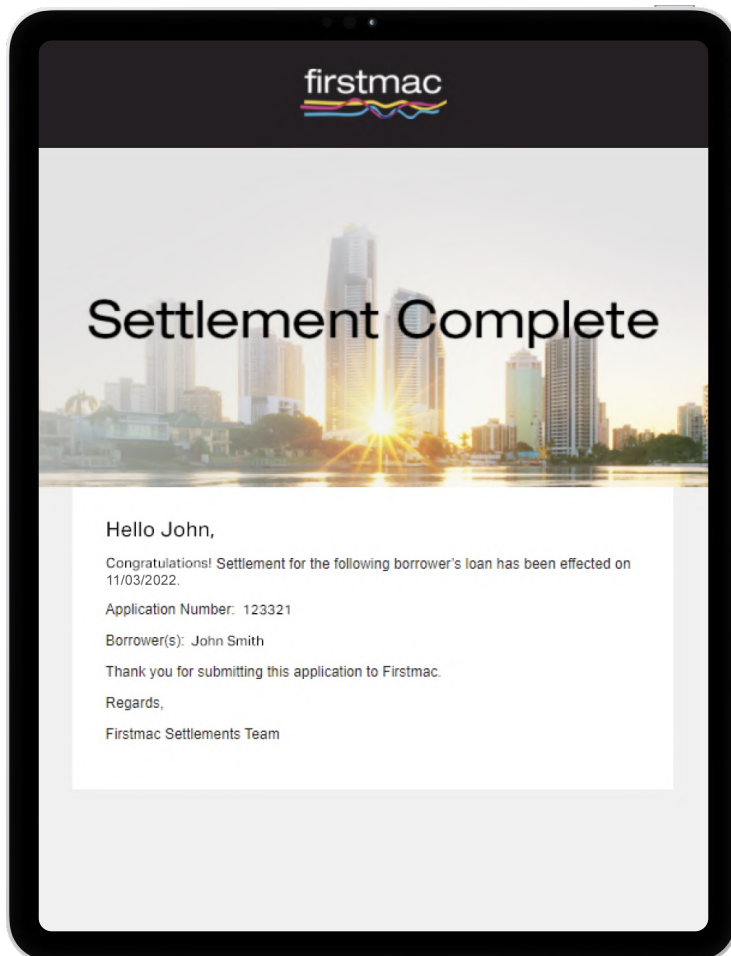 firstmac
Settlement Complete
Hello John,
Congratulations! Settlement for the following borrower's loan has been effected on
11/03/2022.
Application Number: 123321
Borrower(s): John Smith
Thank you for submitting this application to Firstmac.
Regards,
Firstmac Settlements Team